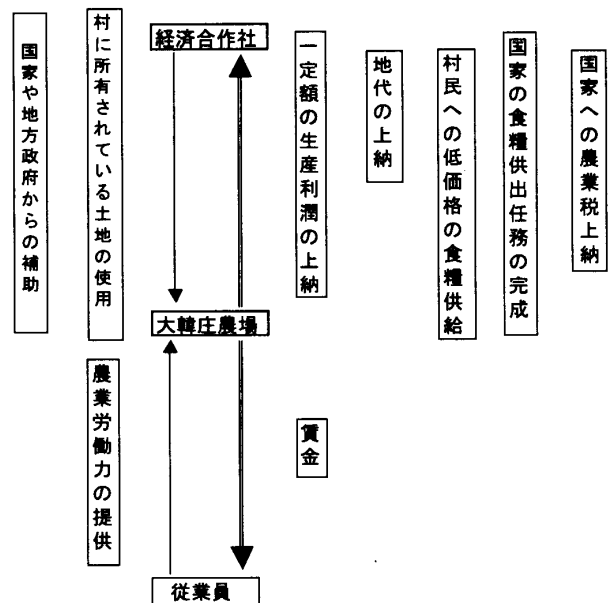 国家への農業税上納
国家の食糧供出任務の完成
村民への低価格の食糧供給
地代の上納
一定額の生産利潤の上納
経済合作社
村に所有されている土地の使用
国家や地方政府からの補助
大韓庄農場
賃金
農業労働力の提供
従業員